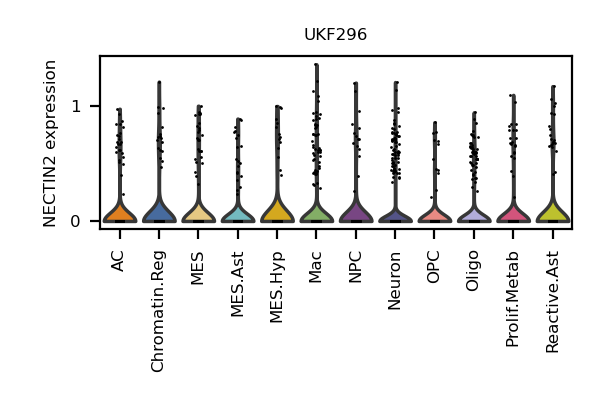 UKF296
NECTIN2 expression
1
0
AC
Chromatin.Reg
MES
MES.Ast
MES.Hyp
Mac
NPC
Neuron
OPC
Oligo
Prolif.Metab
Reactive.Ast